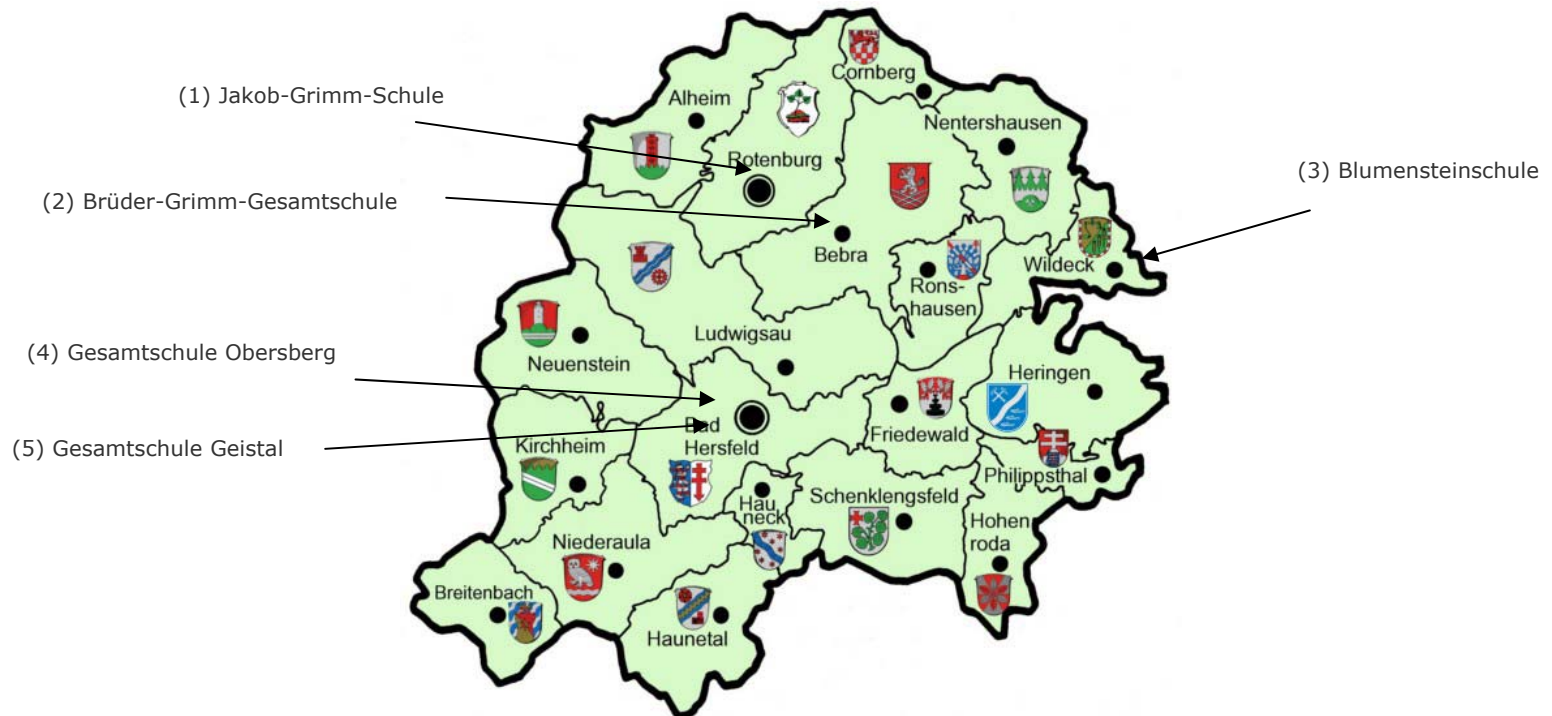 Cornberg
(1) Jakob-Grimm-Schule
Alheim
Nentershausen
Rotenburg
(3) Blumensteinschule
(2) Brüder-Grimm-Gesamtschule
Bebra
Wildeck
Rons-
hausen
Ludwigsau
(4) Gesamtschule Obersberg
Neuenstein
Heringen
Bad
Hersfeld
Friedewald
(5) Gesamtschule Geistal
Kirchheim
Philippsthal
Schenklengsfeld
Hau
neck
Hohen
roda
Niederaula
Breitenbach
Haunetal